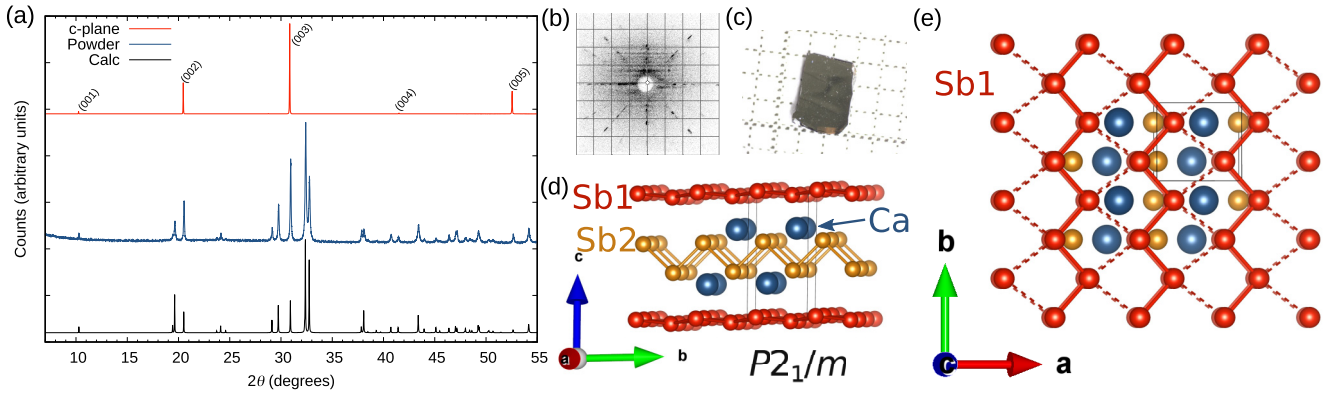 (a)
c-plane
Powder
Calc
(001)
(002)
(003)
(004)
(005)
Counts (arbitrary units)
10 15 20 25 30 35 40 45 50 55
2θ (degrees)
(b)
(c)
(d)
Sb1
Ca
Sb2
c
a
b
P2₁/m
(e)
Sb1
b
c
a